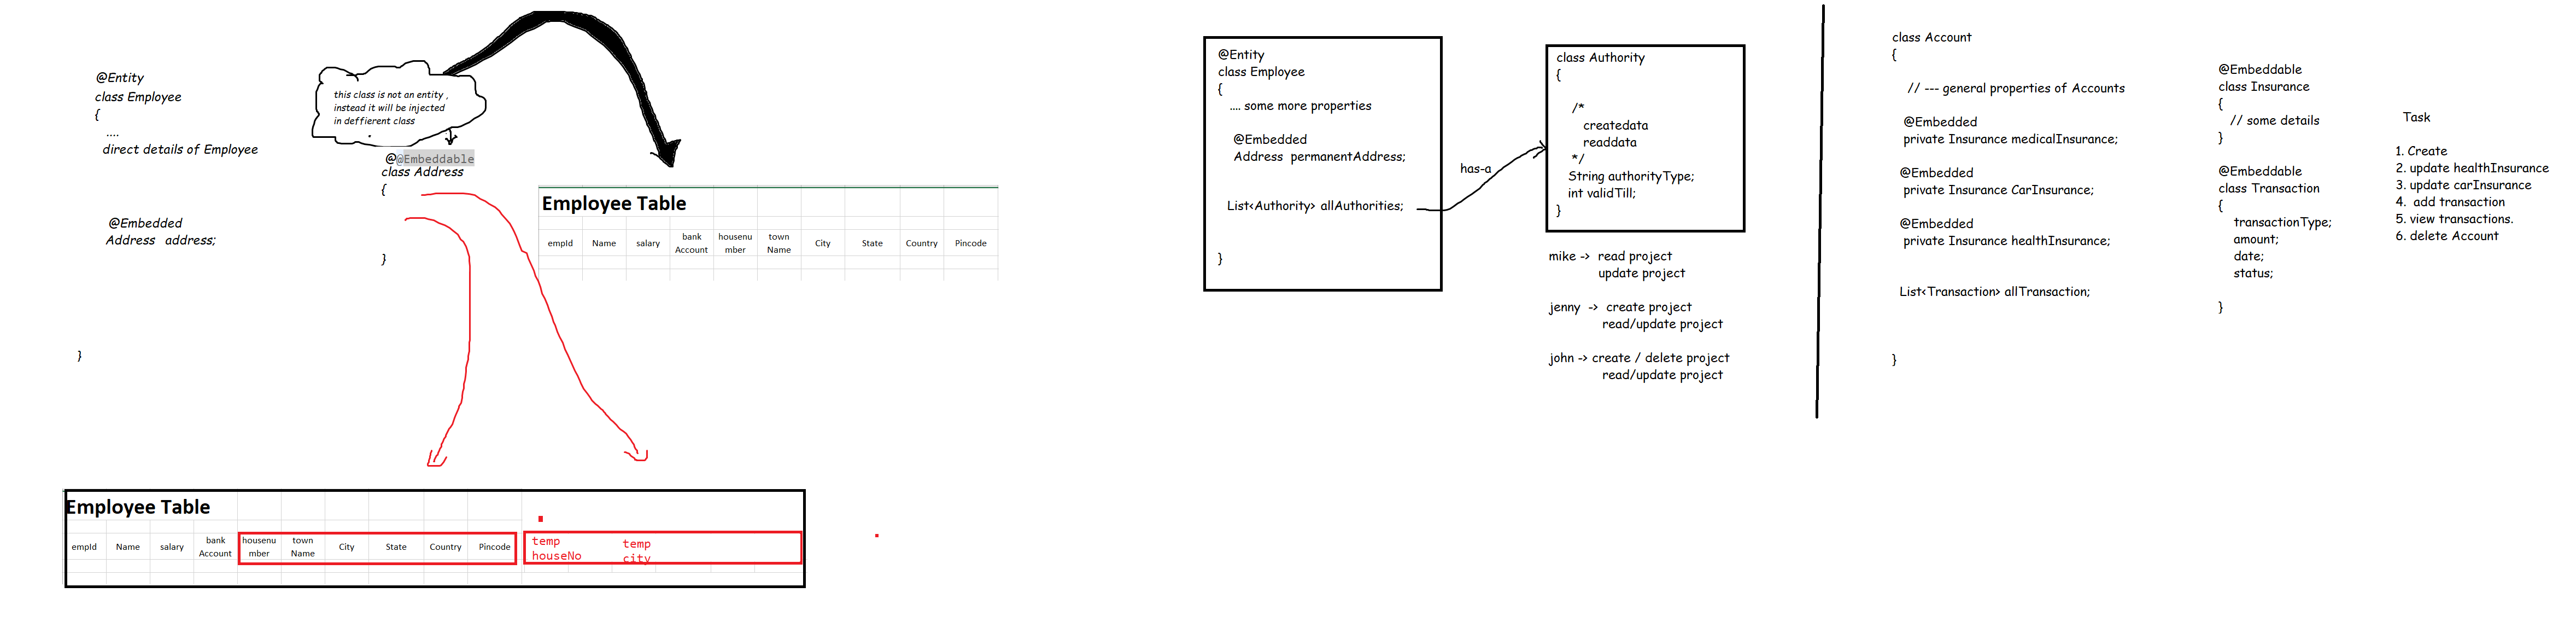 @Entity
class Employee
{
....
direct details of Employee
@Embedded
Address address;
}
this class is not an entity ,
instead it will be injected
in deffierent class
@@Embeddable
class Address
{
}
Employee Table
empId Name salary bank Account housenu mber town Name City State Country Pincode
Employee Table
empId Name salary bank Account housenu mber town Name City State Country Pincode
temp houseNo temp city
@Entity
class Employee
{
.... some more properties
@Embedded
Address permanentAddress;
List<Authority> allAuthorities;
}
has-a
class Authority
{
/*
createdata
readdata
*/
String authorityType;
int validTill;
}
mike -> read project
update project
jenny -> create project
read/update project
john -> create / delete project
read/update project
class Account
{
// --- general properties of Accounts
@Embedded
private Insurance medicalInsurance;
@Embedded
private Insurance CarInsurance;
@Embedded
private Insurance healthInsurance;
List<Transaction> allTransaction;
}
@Embeddable
class Insurance
{
// some details
}
@Embeddable
class Transaction
{
transactionType;
amount;
date;
status;
}
Task
1. Create
2. update healthInsurance
3. update carInsurance
4. add transaction
5. view transactions.
6. delete Account